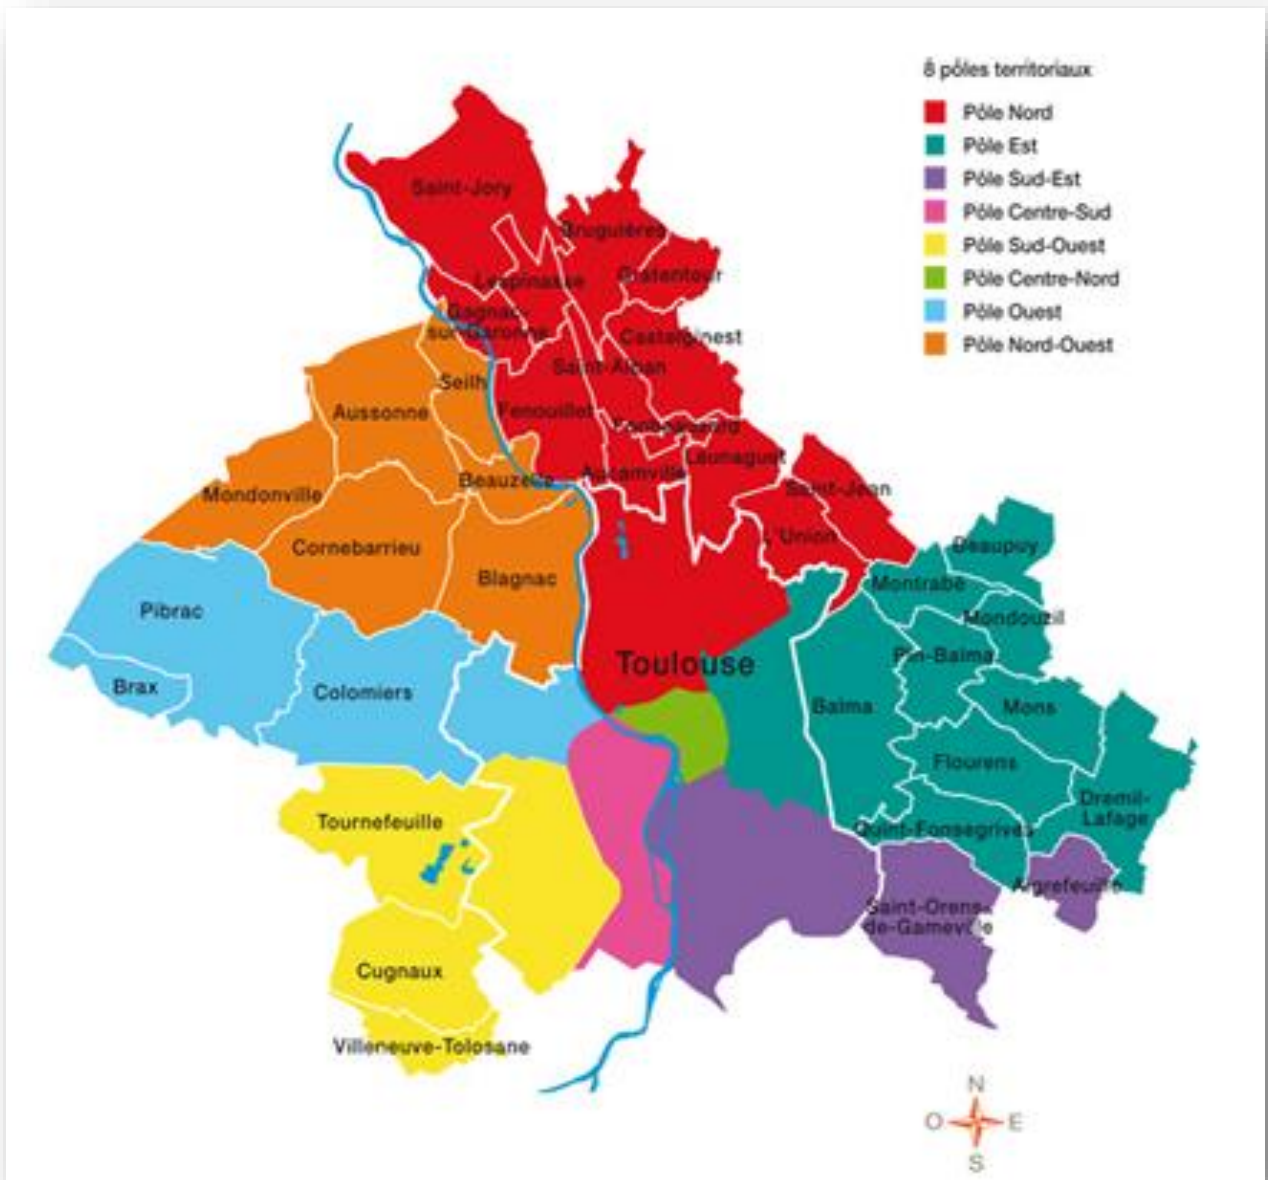 8 pôles territoriaux
Pôle Nord
Pôle Est
Pôle Sud-Est
Pôle Centre-Sud
Pôle Sud-Ouest
Pôle Centre-Nord
Pôle Ouest
Pôle Nord-Ouest
Saint-Jory
Bruguières
Gratentour
Lespinasse
Gagnac-
sur-Garonne
Castelginest
Saint-Alban
Seilh
Aussonne
Fenouillet
Fonbeauzard
Launaguet
Aucamville
Beauzelle
Saint-Jean
Mondonville
L'Union
Cornebarrieu
Beaupuy
Blagnac
Montrabé
Pibrac
Mondouzil
Pin-Balma
Toulouse
Brax
Colomiers
Balma
Mons
Flourens
Dremil-
Lafage
Tournefeuille
Quint-Fonsegrives
Aigrefeuille
Saint-Orens-
de-Gameville
Cugnaux
Villeneuve-Tolosane
N
O
E
S